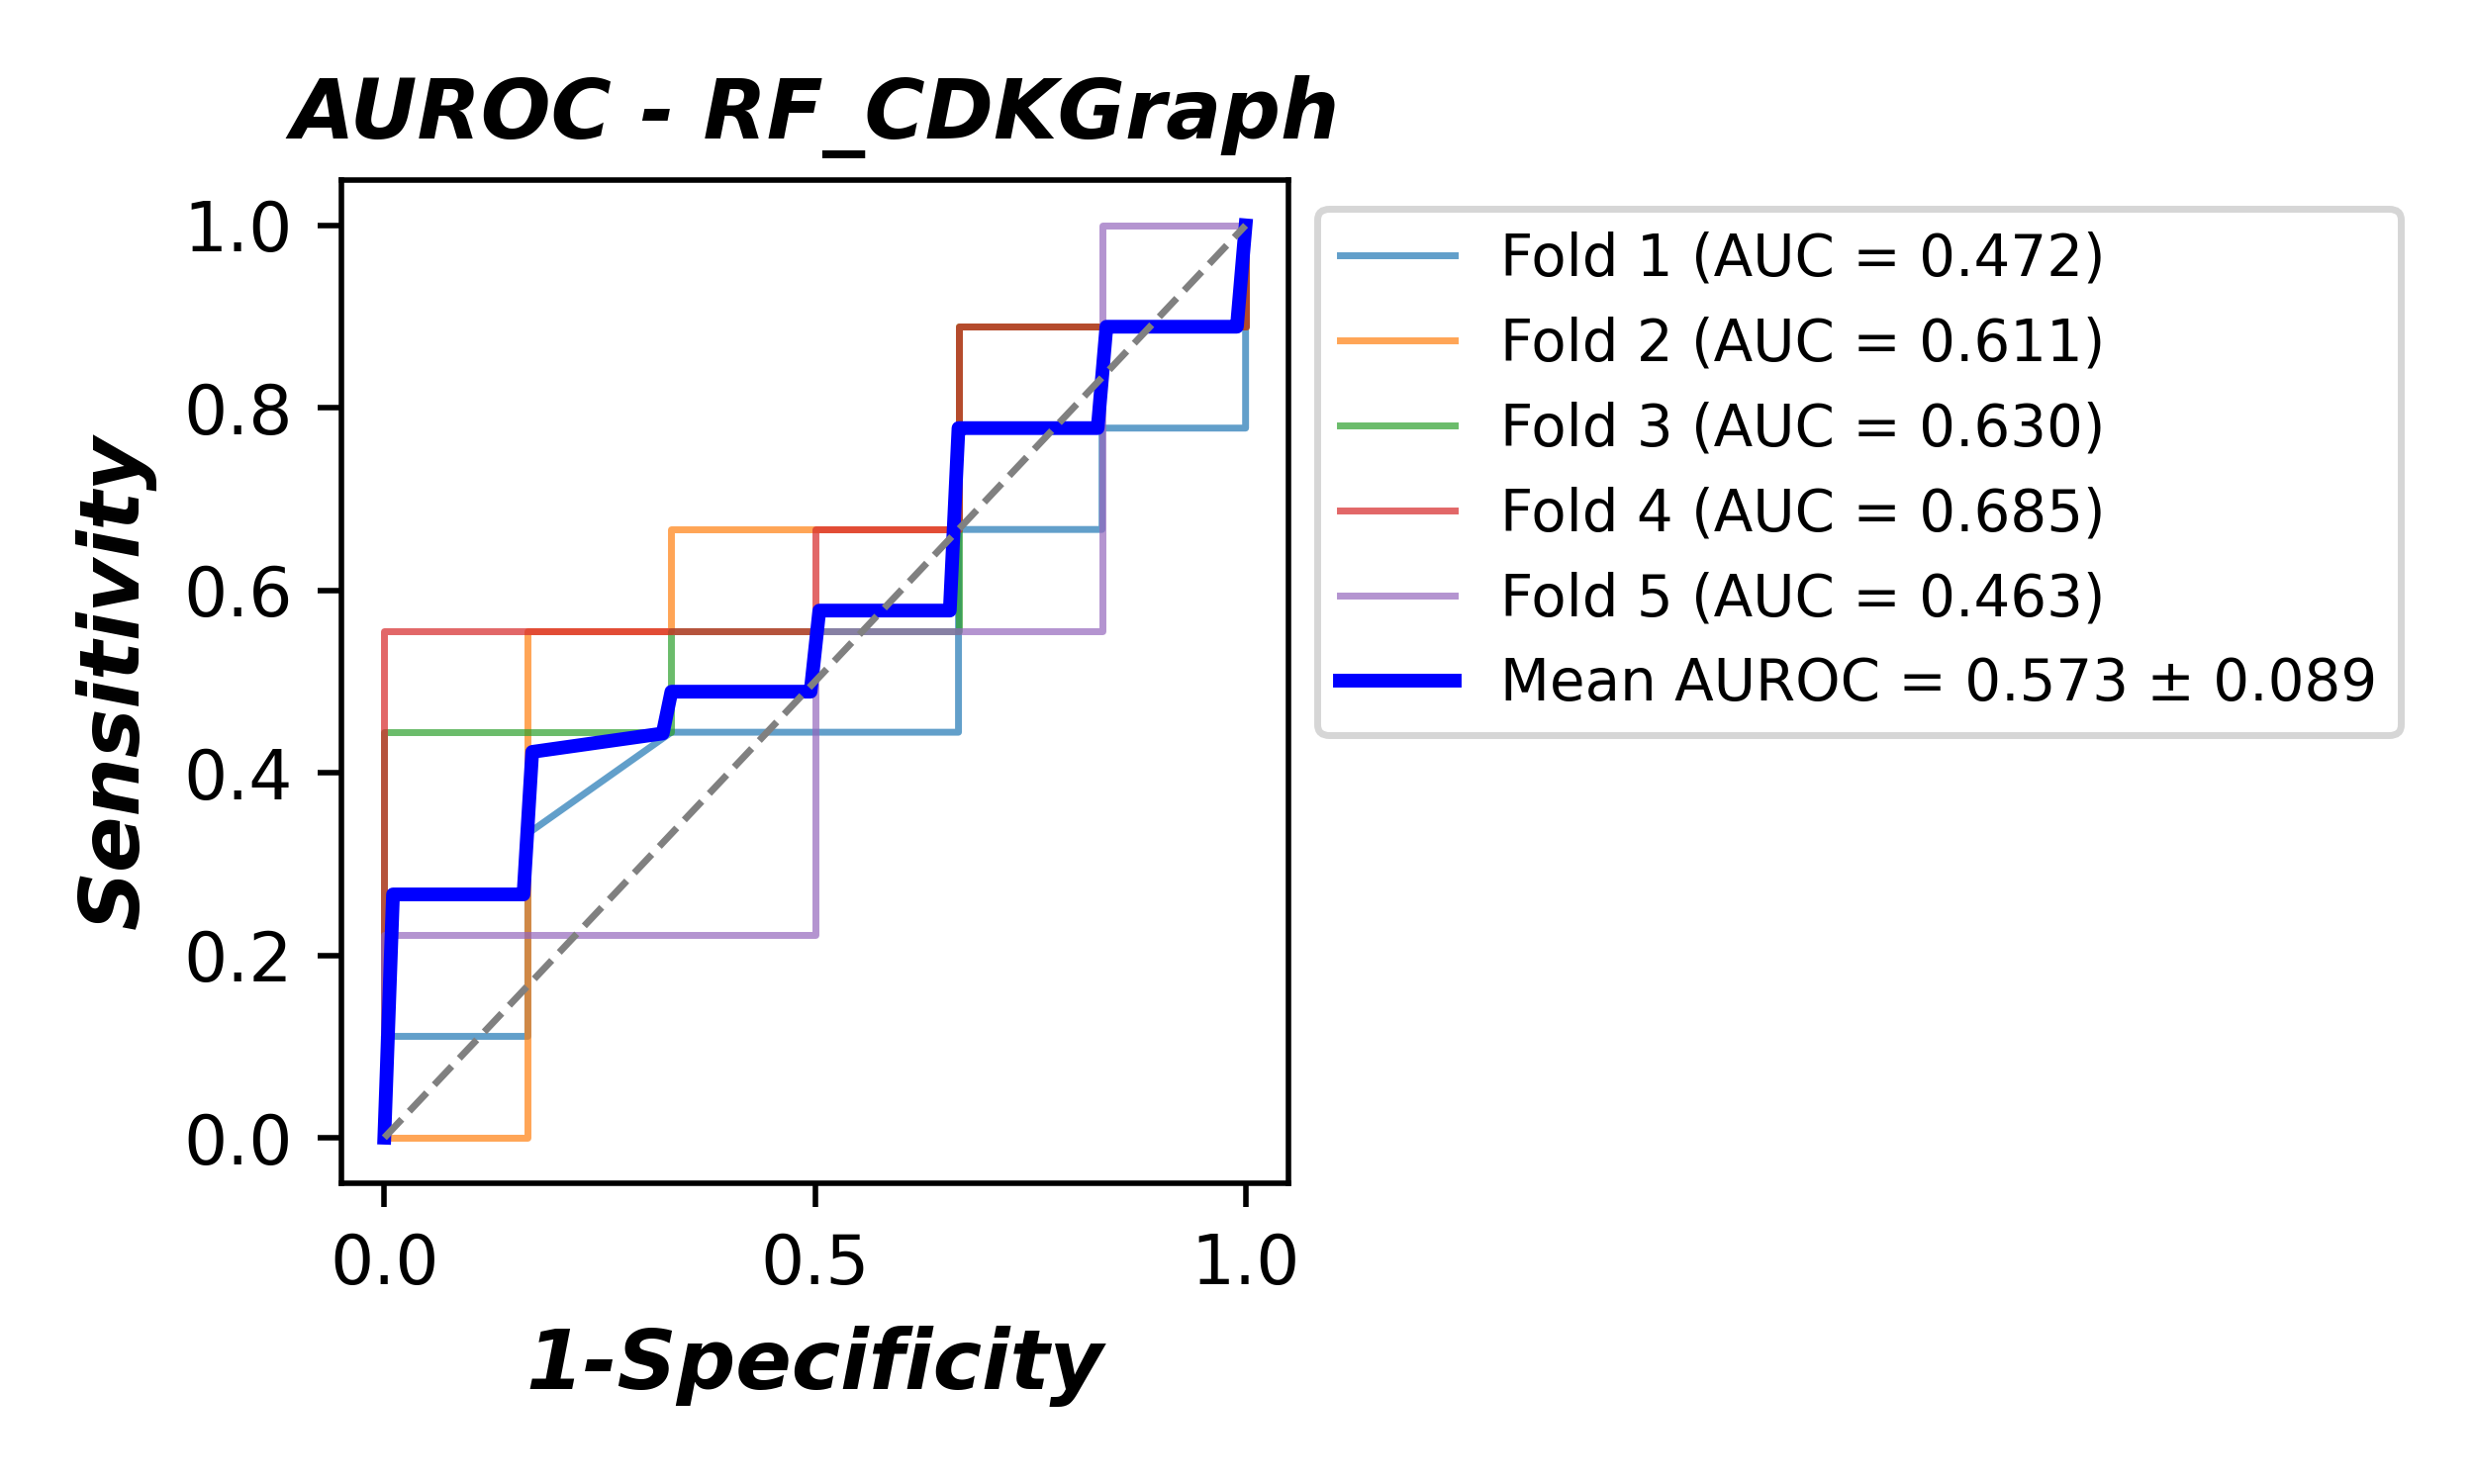 AUROC - RF_CDKGraph
Sensitivity
1.0
0.8
0.6
0.4
0.2
0.0
0.0 0.5 1.0
1-Specificity
Fold 1 (AUC = 0.472)
Fold 2 (AUC = 0.611)
Fold 3 (AUC = 0.630)
Fold 4 (AUC = 0.685)
Fold 5 (AUC = 0.463)
Mean AUROC = 0.573 ± 0.089